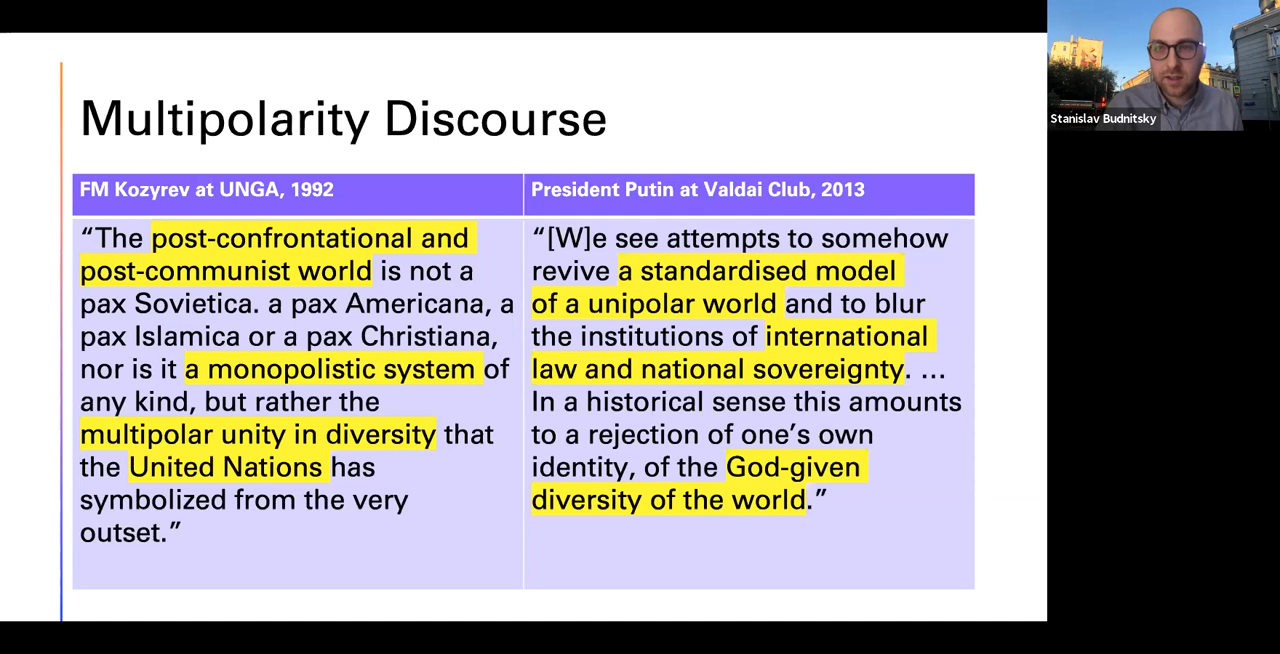 Multipolarity Discourse
FM Kozyrev at UNGA, 1992
“The post-confrontational and
post-communist world is not a
pax Sovietica. a pax Americana, a
pax Islamica or a pax Christiana,
nor is it a monopolistic system of
any kind, but rather the
multipolar unity in diversity that
the United Nations has
symbolized from the very
outset.”
President Putin at Valdai Club, 2013
“[W]e see attempts to somehow
revive a standardised model
of a unipolar world and to blur
the institutions of international
law and national sovereignty. ...
In a historical sense this amounts
to a rejection of one’s own
identity, of the God-given
diversity of the world.”
Stanislav Budnitsky